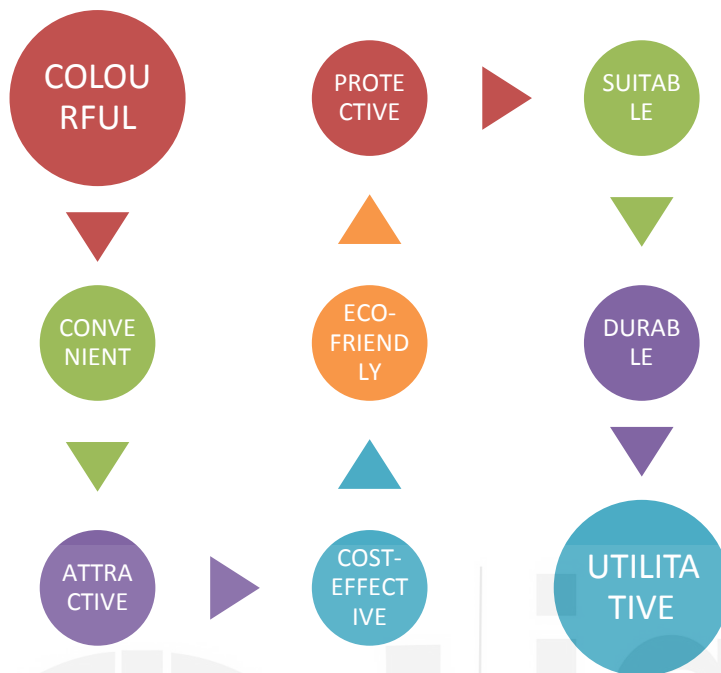 COLOU
RFUL
CONVE
NIENT
ATTRA
CTIVE
COST-
EFFECT
IVE
ECO-
FRIEND
LY
PROTE
CTIVE
SUITAB
LE
DURAB
LE
UTILITA
TIVE